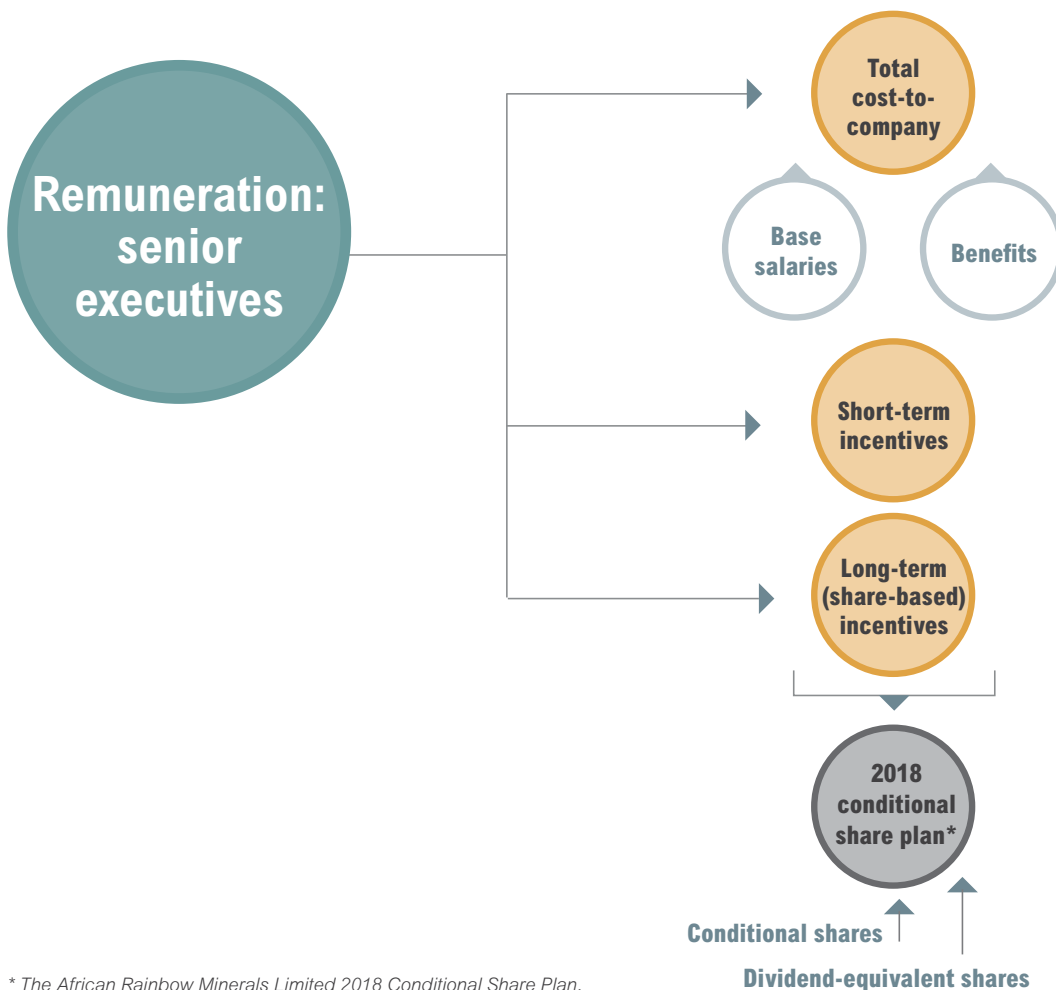 Remuneration:
senior
executives
Total
cost-to-
company
Base
salaries
Benefits
Short-term
incentives
Long-term
(share-based)
incentives
2018
conditional
share plan*
Conditional shares
Dividend-equivalent shares
* The African Rainbow Minerals Limited 2018 Conditional Share Plan.